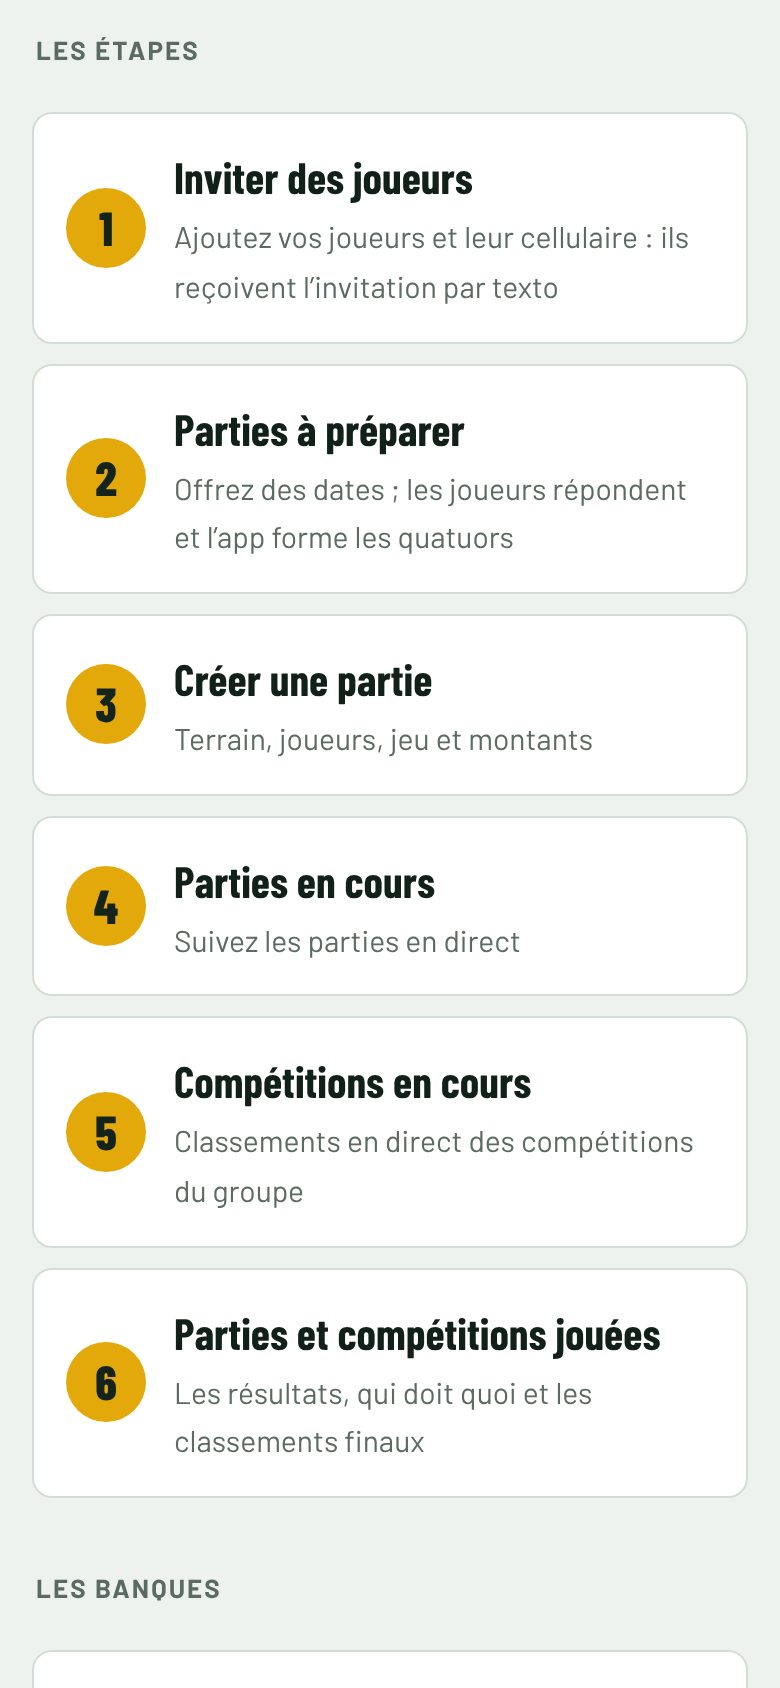 LES ÉTAPES
1
Inviter des joueurs
Ajoutez vos joueurs et leur cellulaire : ils
reçoivent l’invitation par texto
2
Parties à préparer
Offrez des dates ; les joueurs répondent
et l’app forme les quatuors
3
Créer une partie
Terrain, joueurs, jeu et montants
4
Parties en cours
Suivez les parties en direct
5
Compétitions en cours
Classements en direct des compétitions
du groupe
6
Parties et compétitions jouées
Les résultats, qui doit quoi et les
classements finaux
LES BANQUES